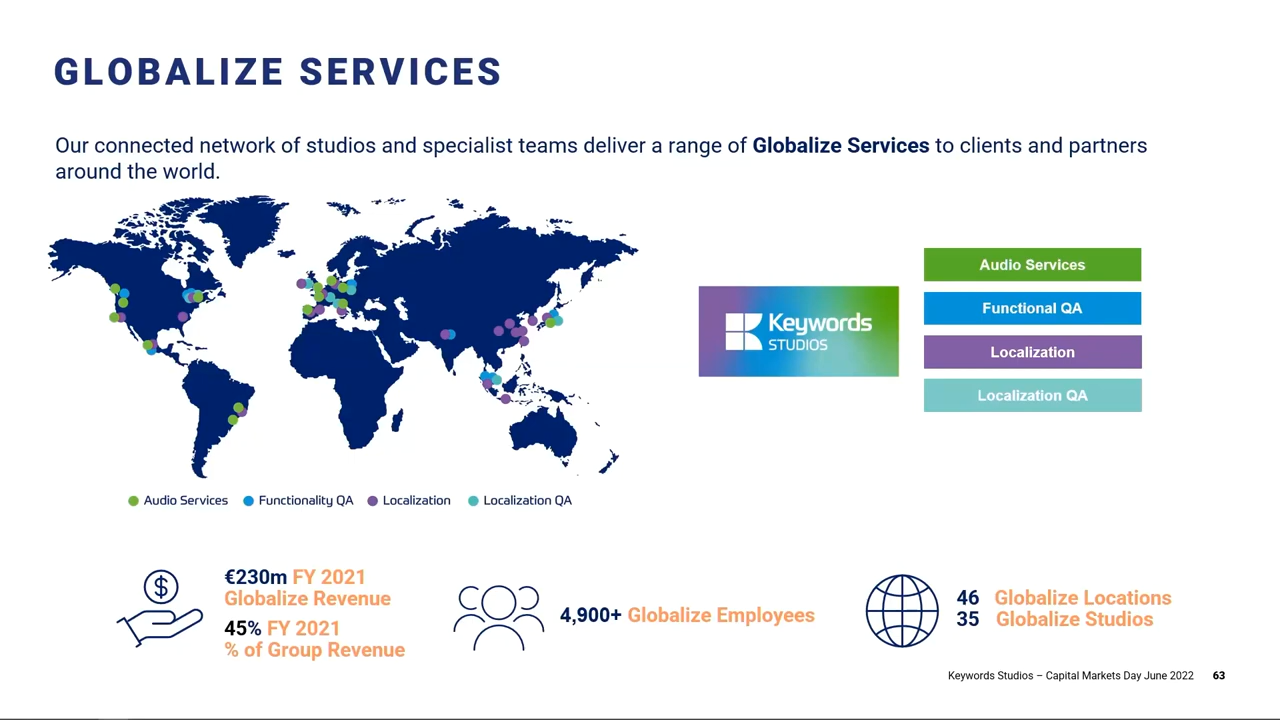 GLOBALIZE SERVICES
Our connected network of studios and specialist teams deliver a range of Globalize Services to clients and partners
around the world.
Keywords
STUDIOS
Audio Services
Functional QA
Localization
Localization QA
Audio Services
Functionality QA
Localization
Localization QA
$
€230m FY 2021
Globalize Revenue
45% FY 2021
% of Group Revenue
4,900+ Globalize Employees
46 Globalize Locations
35 Globalize Studios
Keywords Studios – Capital Markets Day June 2022 63